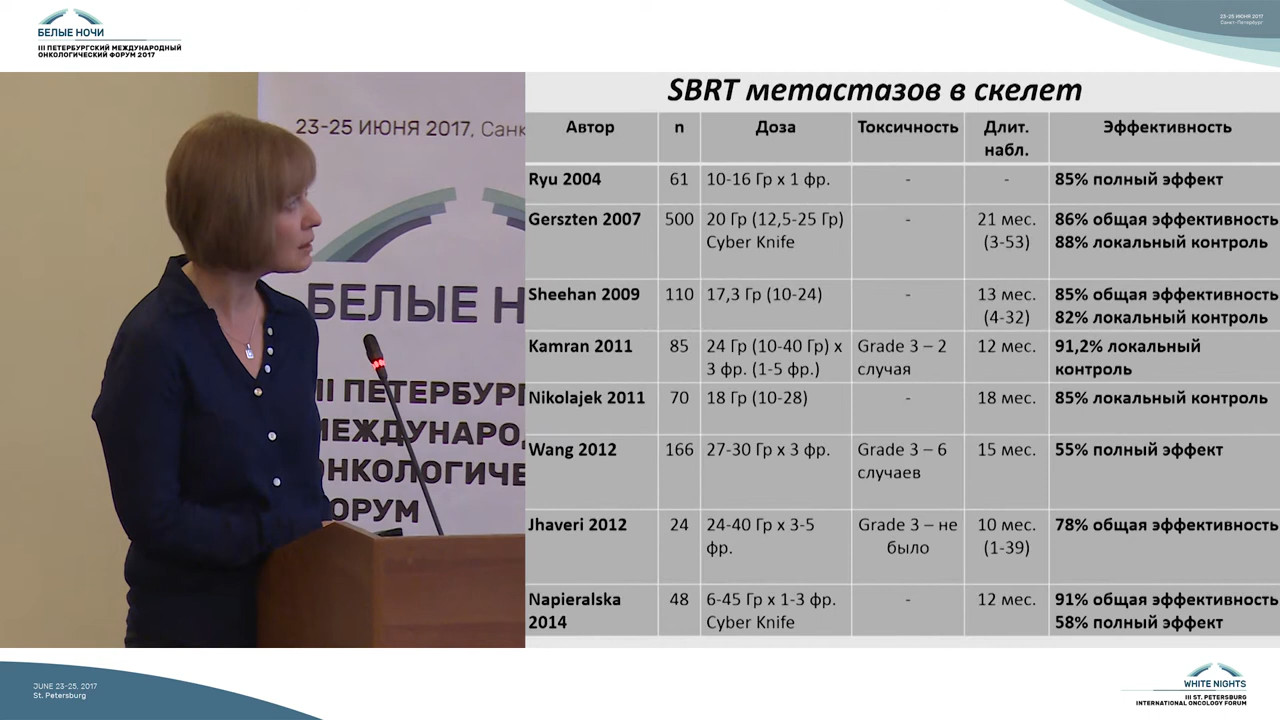 БЕЛЫЕ НОЧИ
III ПЕТЕРБУРГСКИЙ МЕЖДУНАРОДНЫЙ
ОНКОЛОГИЧЕСКИЙ ФОРУМ 2017
23-25 ИЮНЯ 2017
Санкт-Петербург
23-25 ИЮНЯ 2017, Санк
БЕЛЫЕ Н
III ПЕТЕРБУРГ
МЕЖДУНАРО
ОНКОЛОГИЧЕ
ФОРУМ
SBRT метастазов в скелет
Автор n Доза Токсичность Длит. набл. Эффективность
Ryu 2004 61 10-16 Гр x 1 фр. - - 85% полный эффект
Gerszten 2007 500 20 Гр (12,5-25 Гр) - 21 мес. 86% общая эффективность
Cyber Knife (3-53) 88% локальный контроль
Sheehan 2009 110 17,3 Гр (10-24) - 13 мес. 85% общая эффективность
(4-32) 82% локальный контроль
Kamran 2011 85 24 Гр (10-40 Гр) x Grade 3 – 2 12 мес. 91,2% локальный
3 фр. (1-5 фр.) случая контроль
Nikolajek 2011 70 18 Гр (10-28) - 18 мес. 85% локальный контроль
Wang 2012 166 27-30 Гр x 3 фр. Grade 3 – 6 15 мес. 55% полный эффект
случаев
Jhaveri 2012 24 24-40 Гр x 3-5 Grade 3 – не 10 мес. 78% общая эффективность
фр. было (1-39)
Napieralska 48 6-45 Гр x 1-3 фр. - 12 мес. 91% общая эффективность
2014 Cyber Knife 58% полный эффект
JUNE 23-25, 2017
St. Petersburg
WHITE NIGHTS
III ST. PETERSBURG
INTERNATIONAL ONCOLOGY FORUM